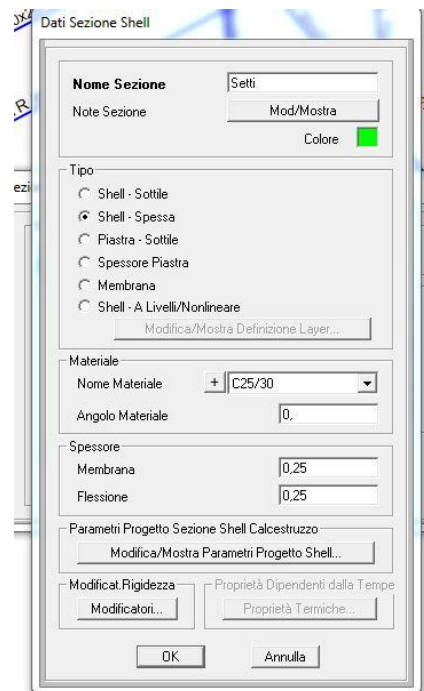 Dati Sezione Shell
Nome Sezione Setti
Note Sezione Mod/Mostra
Colore
Tipo
Shell - Sottile
Shell - Spessa
Piastra - Sottile
Spessore Piastra
Membrana
Shell - A Livelli/Nonlineare
Modifica/Mostra Definizione Layer...
Materiale
Nome Materiale + C25/30
Angolo Materiale 0,
Spessore
Membrana 0,25
Flessione 0,25
Parametri Progetto Sezione Shell Calcestruzzo
Modifica/Mostra Parametri Progetto Shell...
Modificat.Rigidezza Proprietà Dipendenti dalla Tempe
Modificatori... Proprietà Termiche...
OK Annulla